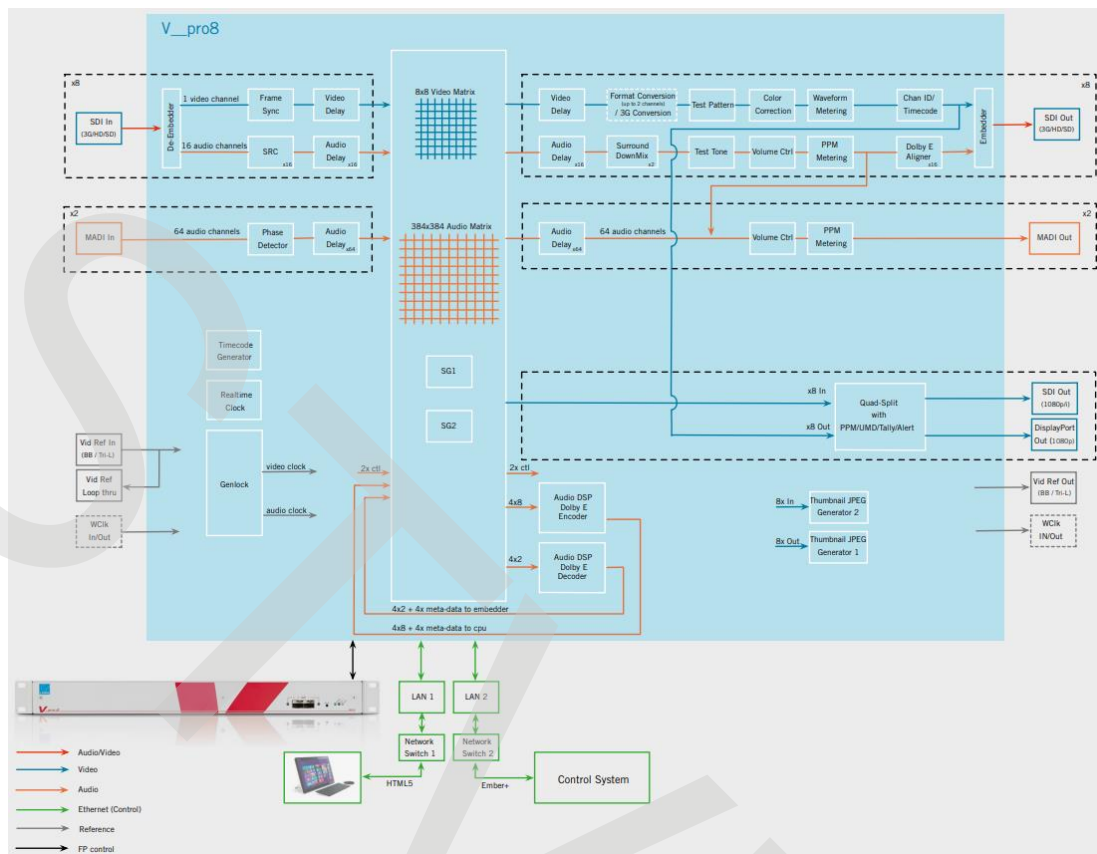 V__pro8
x8
SDI In
(3G/HD/SD)
De-Embedder
1 video channel
Frame
Sync
Video
Delay
16 audio channels
SRC
x16
Audio
Delay
x16
8x8 Video Matrix
x8
Video
Delay
Format Conversion
(up to 2 channels)
/ 3G Conversion
Test Pattern
Color
Correction
Waveform
Metering
Chan ID/
Timecode
Audio
Delay
x16
Surround
DownMix
x2
Test Tone
Volume Ctrl
PPM
Metering
Dolby E
Aligner
x16
Embedder
SDI Out
(3G/HD/SD)
x2
MADI In
64 audio channels
Phase
Detector
Audio
Delay
x64
384x384 Audio Matrix
x2
Audio
Delay
x64
64 audio channels
Volume Ctrl
PPM
Metering
MADI Out
Timecode
Generator
Realtime
Clock
SG1
SG2
x8 In
x8 Out
Quad-Split
with
PPM/UMD/Tally/Alert
SDI Out
(1080p/i)
DisplayPort
Out (1080p)
Vid Ref In
(BB / Tri-L)
Vid Ref
Loop thru
WClk
In/Out
Genlock
video clock
audio clock
2x ctl
2x ctl
4x8
Audio DSP
Dolby E
Encoder
4x2
Audio DSP
Dolby E
Decoder
8x In
Thumbnail JPEG
Generator 2
8x Out
Thumbnail JPEG
Generator 1
Vid Ref Out
(BB / Tri-L)
WClk
IN/Out
4x2 + 4x meta-data to embedder
4x8 + 4x meta-data to cpu
LAN 1
LAN 2
V__pro8
Network
Switch 1
Network
Switch 2
HTML5
Ember+
Control System
Audio/Video
Video
Audio
Ethernet (Control)
Reference
FP control